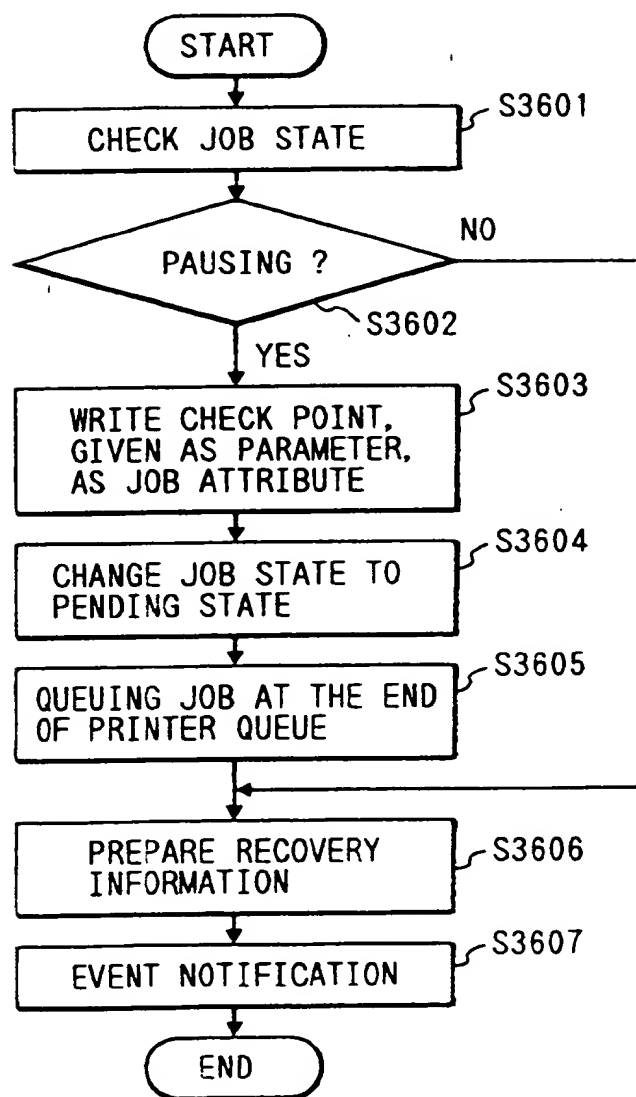 START
S3601
CHECK JOB STATE
NO
PAUSING ?
S3602
YES
S3603
WRITE CHECK POINT,
GIVEN AS PARAMETER,
AS JOB ATTRIBUTE
S3604
CHANGE JOB STATE TO
PENDING STATE
S3605
QUEUING JOB AT THE END
OF PRINTER QUEUE
PREPARE RECOVERY
INFORMATION
S3606
S3607
EVENT NOTIFICATION
END